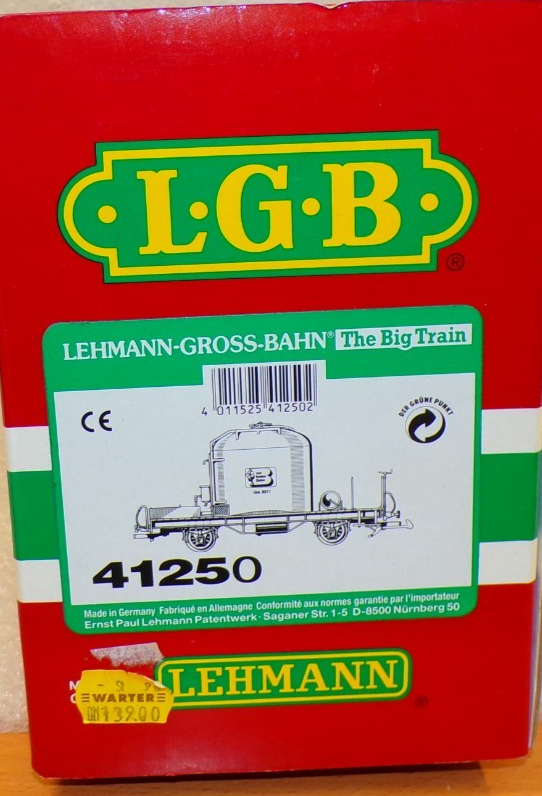 L·G·B
®
LEHMANN-GROSS-BAHN® The Big Train
4 011525 412502
CE
DER GRÜNE PUNKT
41250
Made in Germany Fabriqué en Allemagne Conformité aux normes garantie par l'importateur
Ernst Paul Lehmann Patentwerk · Saganer Str. 1-5 D-8500 Nürnberg 50
LEHMANN
®
WARTER
139.00